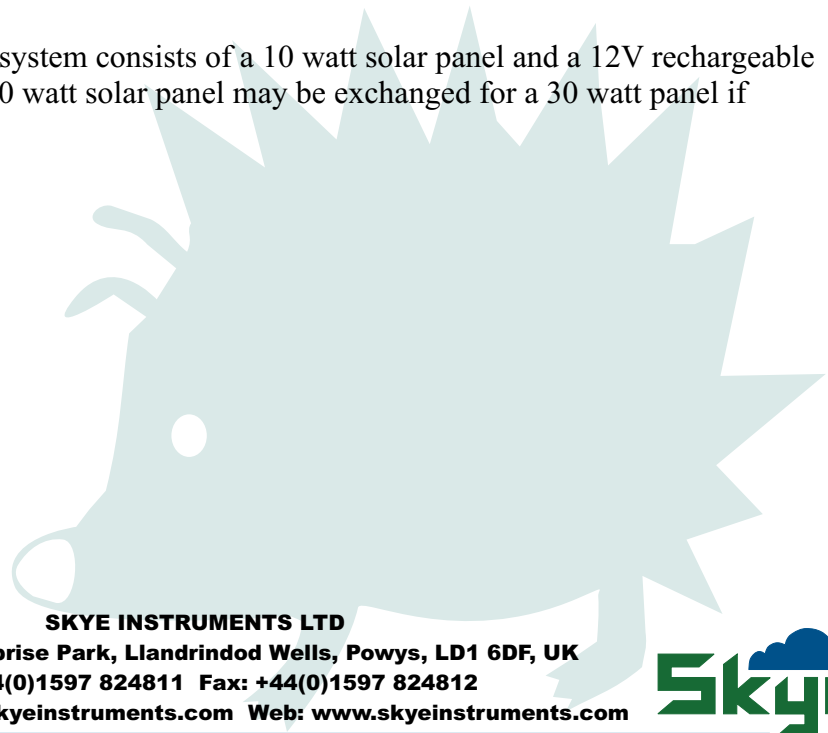 system consists of a 10 watt solar panel and a 12V rechargeable
0 watt solar panel may be exchanged for a 30 watt panel if
SKYE INSTRUMENTS LTD
prise Park, Llandrindod Wells, Powys, LD1 6DF, UK
4(0)1597 824811 Fax: +44(0)1597 824812
kyeinstruments.com Web: www.skyeinstruments.com
Sky